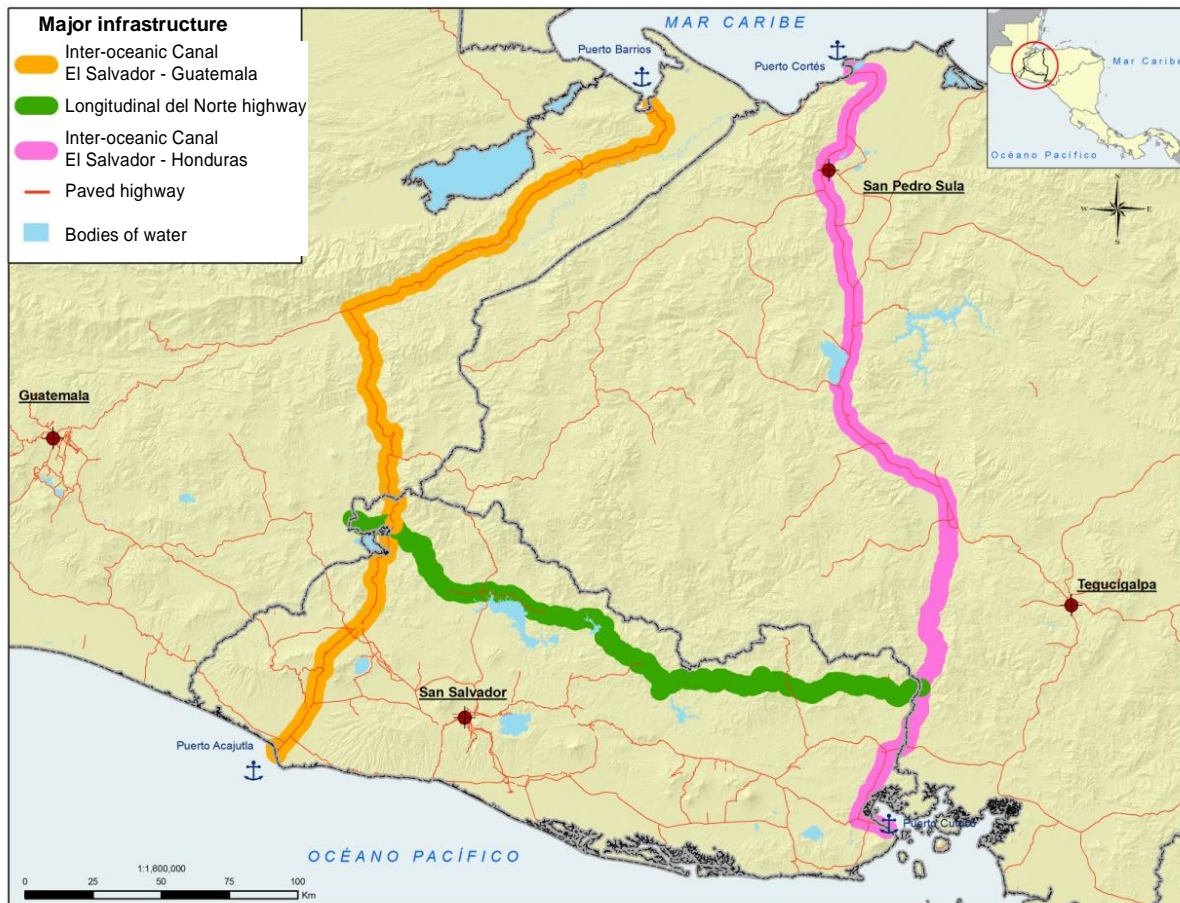 Major infrastructure
Inter-oceanic Canal
El Salvador - Guatemala
Longitudinal del Norte highway
Inter-oceanic Canal
El Salvador - Honduras
Paved highway
Bodies of water
MAR CARIBE
Puerto Barrios
Puerto Cortés
Mar Caribe
Océano Pacífico
N
W
E
S
San Pedro Sula
Guatemala
Tegucigalpa
San Salvador
Puerto Acajutla
Puerto Cutuco
OCÉANO PACÍFICO
1:1,600,000
0 25 50 75 100
Km